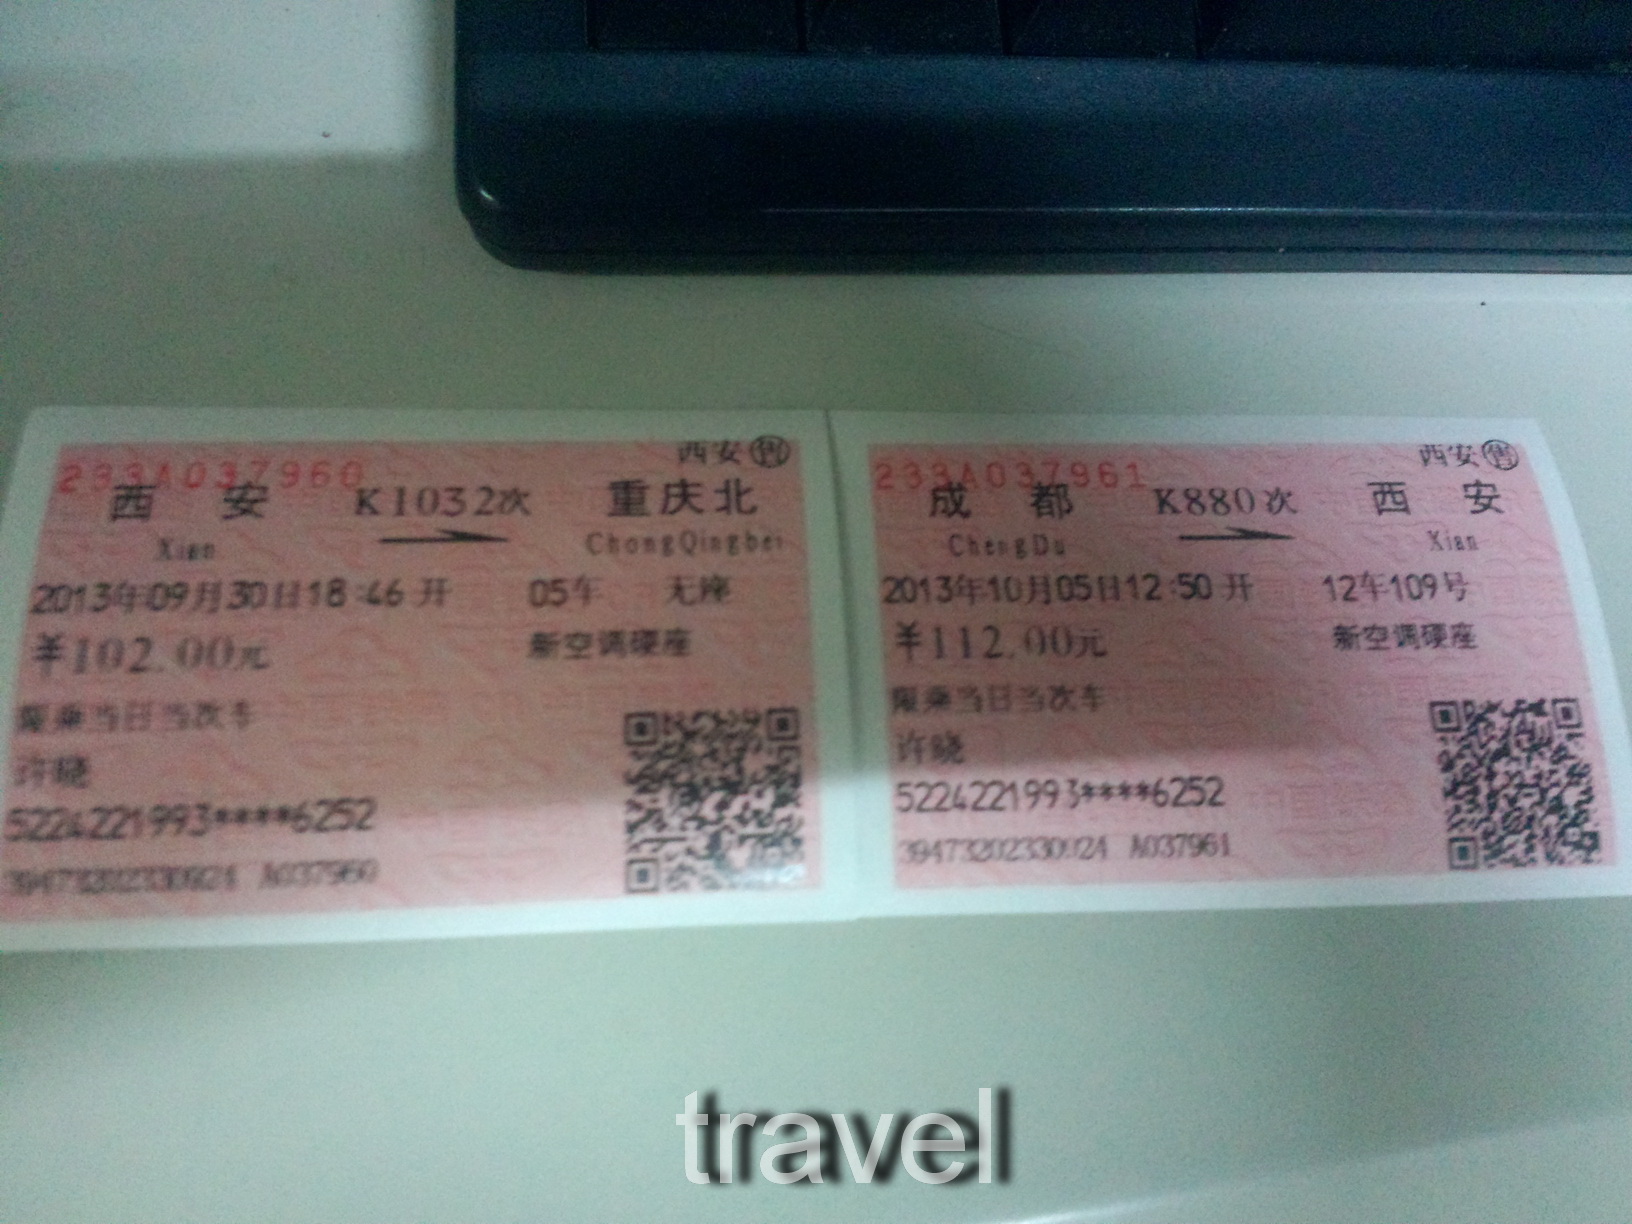 233A037960
西安售
西安 K1032次 重庆北
Xian ChongQingbei
2013年09月30日18:46开 05车 无座
¥102.00元 新空调硬座
限乘当日当次车
许晓
5224221993****6252
39473202330924 A037960
233A037961
西安售
成都 K880次 西安
ChengDu Xian
2013年10月05日12:50开 12车109号
¥112.00元 新空调硬座
限乘当日当次车
许晓
5224221993****6252
39473202330924 A037961
travel